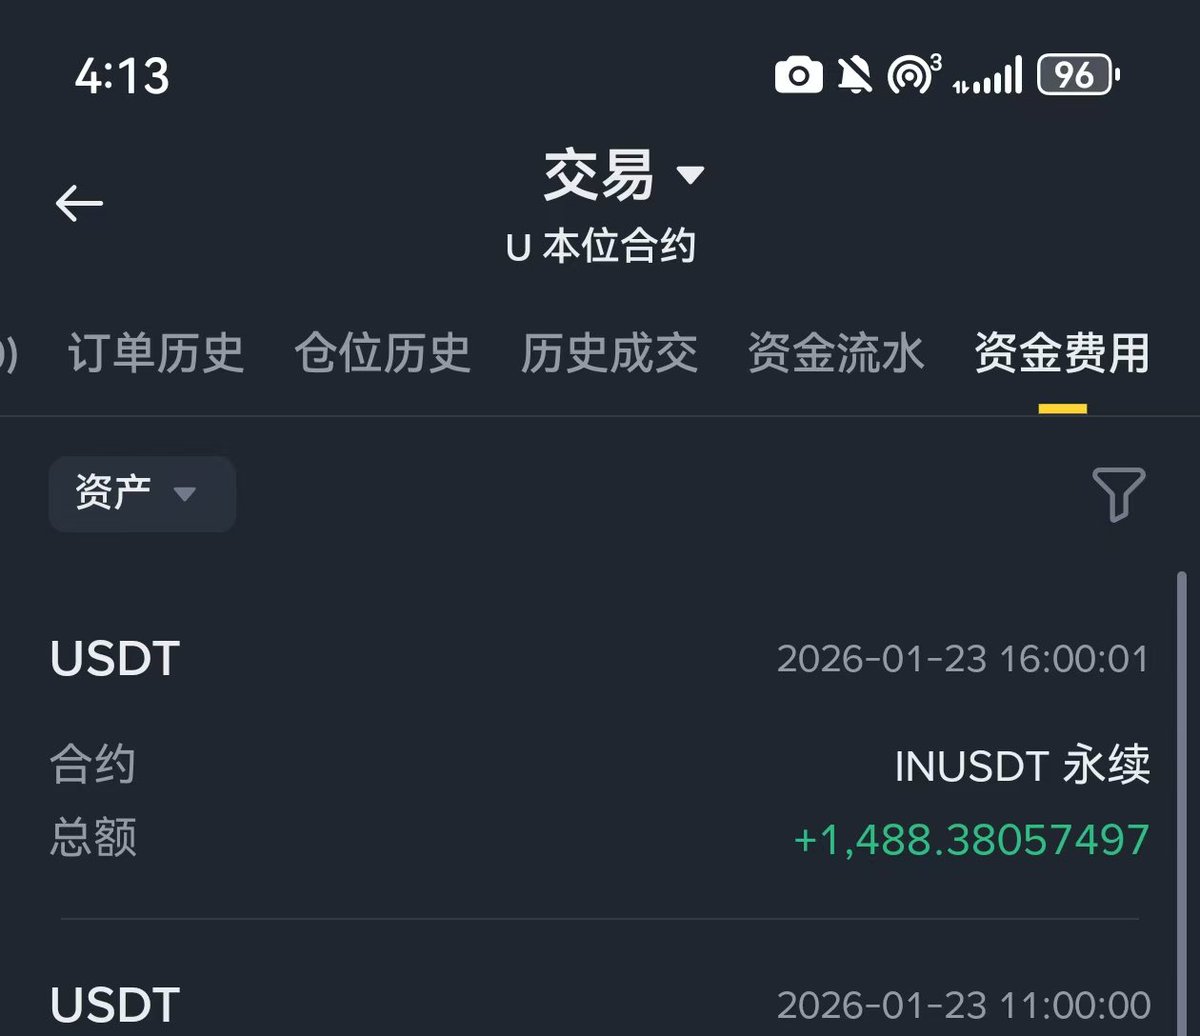 4:13
3
96
交易
U 本位合约
0) 订单历史 仓位历史 历史成交 资金流水 资金费用
资产
USDT 2026-01-23 16:00:01
合约 INUSDT 永续
总额 +1,488.38057497
USDT 2026-01-23 11:00:00